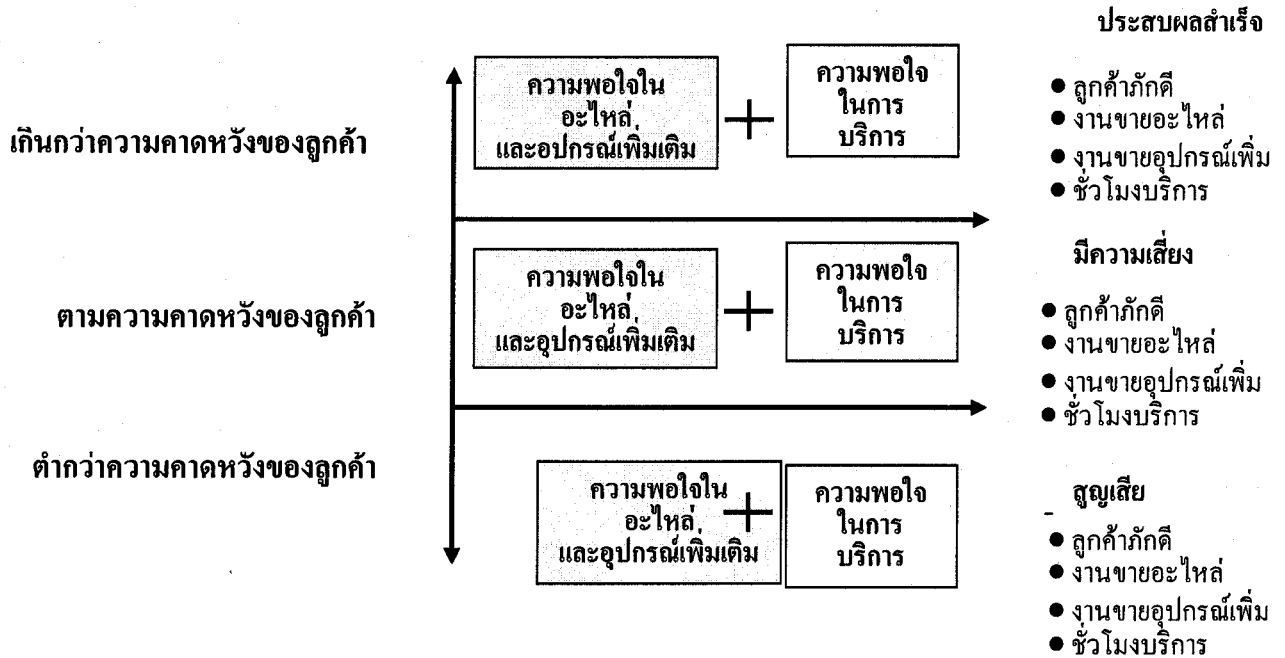 ประสบผลสำเร็จ
เกินกว่าความคาดหวังของลูกค้า
ความพอใจใน
อะไหล่
และอปกรณ์เพิ่มเติม
+
ความพอใจ
ในการ
บริการ
● ลูกค้าภักดี
● งานขายอะไหล่
● งานขายอุปกรณ์เพิ่ม
● ชั่วโมงบริการ
มีความเสี่ยง
ตามความคาดหวังของลูกค้า
ความพอใจใน
อะไหล่
และอุปกรณ์เพิ่มเติม
+
ความพอใจ
ในการ
บริการ
● ลูกค้าภักดี
● งานขายอะไหล่
● งานขายอุปกรณ์เพิ่ม
● ชั่วโมงบริการ
ต่ำกว่าความคาดหวังของลูกค้า
ความพอใจใน
อะไหล่
และอุปกรณ์เพิ่มเติม
+
ความพอใจ
ในการ
บริการ
สูญเสีย
● ลูกค้าภักดี
● งานขายอะไหล่
● งานขายอุปกรณ์เพิ่ม
● ชั่วโมงบริการ